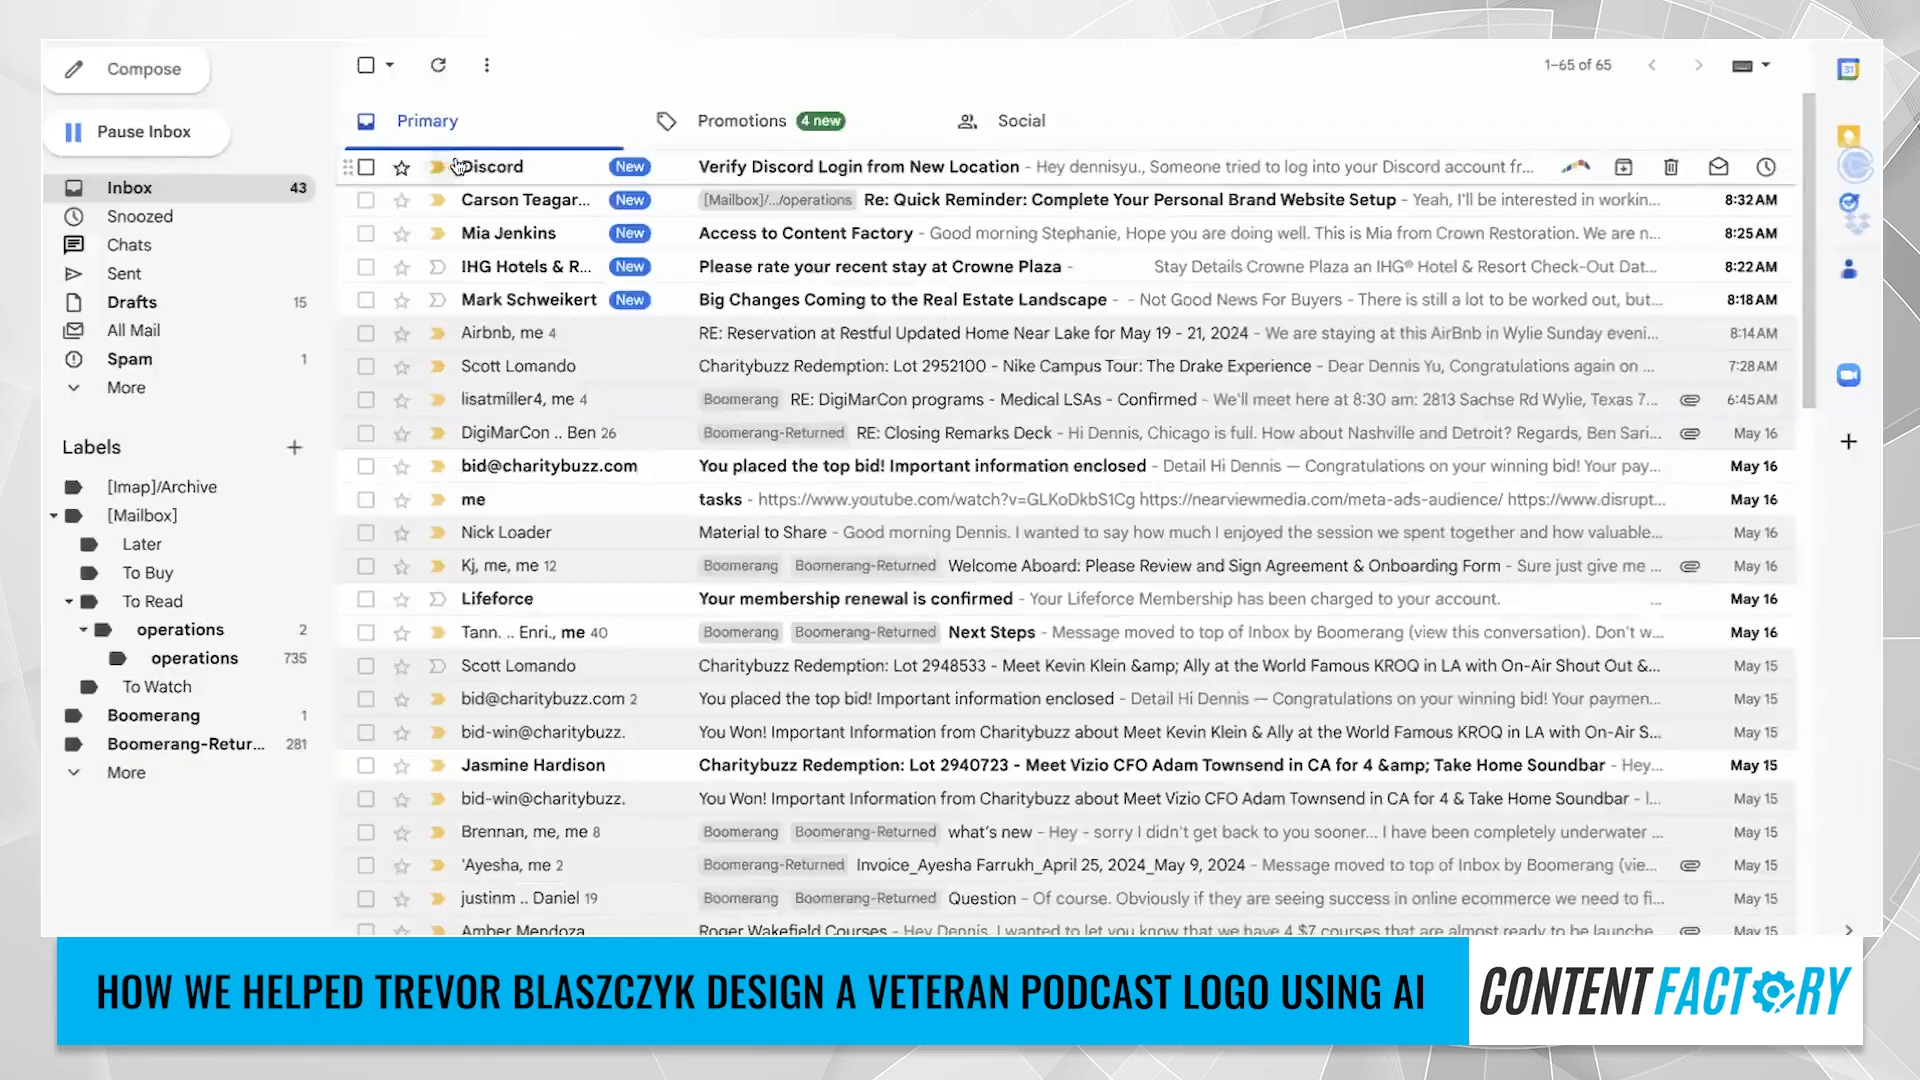 Compose
1–65 of 65
31
Pause Inbox
Primary
Promotions 4 new
Social
Inbox 43
Snoozed
Chats
Sent
Drafts 15
All Mail
Spam 1
More
Labels
[Imap]/Archive
[Mailbox]
Later
To Buy
To Read
operations 2
operations 735
To Watch
Boomerang 1
Boomerang-Retur... 281
More
Discord New Verify Discord Login from New Location - Hey dennisyu., Someone tried to log into your Discord account fr...
Carson Teagar... New [Mailbox]/.../operations Re: Quick Reminder: Complete Your Personal Brand Website Setup - Yeah, I'll be interested in workin... 8:32 AM
Mia Jenkins New Access to Content Factory - Good morning Stephanie, Hope you are doing well. This is Mia from Crown Restoration. We are n... 8:25 AM
IHG Hotels & R... New Please rate your recent stay at Crowne Plaza - Stay Details Crowne Plaza an IHG® Hotel & Resort Check-Out Dat... 8:22 AM
Mark Schweikert New Big Changes Coming to the Real Estate Landscape - - Not Good News For Buyers - There is still a lot to be worked out, but... 8:18 AM
Airbnb, me 4 RE: Reservation at Restful Updated Home Near Lake for May 19 - 21, 2024 - We are staying at this AirBnb in Wylie Sunday eveni... 8:14 AM
Scott Lomando Charitybuzz Redemption: Lot 2952100 - Nike Campus Tour: The Drake Experience - Dear Dennis Yu, Congratulations again on ... 7:28 AM
lisatmiller4, me 4 Boomerang RE: DigiMarCon programs - Medical LSAs - Confirmed - We'll meet here at 8:30 am: 2813 Sachse Rd Wylie, Texas 7... 6:45 AM
DigiMarCon .. Ben 26 Boomerang-Returned RE: Closing Remarks Deck - Hi Dennis, Chicago is full. How about Nashville and Detroit? Regards, Ben Sari... May 16
bid@charitybuzz.com You placed the top bid! Important information enclosed - Detail Hi Dennis — Congratulations on your winning bid! Your pay... May 16
me tasks - https://www.youtube.com/watch?v=GLKoDkbS1Cg https://nearviewmedia.com/meta-ads-audience/ https://www.disrupt... May 16
Nick Loader Material to Share - Good morning Dennis. I wanted to say how much I enjoyed the session we spent together and how valuable... May 16
Kj, me, me 12 Boomerang Boomerang-Returned Welcome Aboard: Please Review and Sign Agreement & Onboarding Form - Sure just give me ... May 16
Lifeforce Your membership renewal is confirmed - Your Lifeforce Membership has been charged to your account. ... May 16
Tann. .. Enri., me 40 Boomerang Boomerang-Returned Next Steps - Message moved to top of Inbox by Boomerang (view this conversation). Don't w... May 16
Scott Lomando Charitybuzz Redemption: Lot 2948533 - Meet Kevin Klein &amp; Ally at the World Famous KROQ in LA with On-Air Shout Out &... May 15
bid@charitybuzz.com 2 You placed the top bid! Important information enclosed - Detail Hi Dennis — Congratulations on your winning bid! Your paymen... May 15
bid-win@charitybuzz. You Won! Important Information from Charitybuzz about Meet Kevin Klein & Ally at the World Famous KROQ in LA with On-Air S... May 15
Jasmine Hardison Charitybuzz Redemption: Lot 2940723 - Meet Vizio CFO Adam Townsend in CA for 4 &amp; Take Home Soundbar - Hey... May 15
bid-win@charitybuzz. You Won! Important Information from Charitybuzz about Meet Vizio CFO Adam Townsend in CA for 4 & Take Home Soundbar - I... May 15
Brennan, me, me 8 Boomerang Boomerang-Returned what's new - Hey - sorry I didn't get back to you sooner... I have been completely underwater ... May 15
'Ayesha, me 2 Boomerang-Returned Invoice_Ayesha Farrukh_April 25, 2024_May 9, 2024 - Message moved to top of Inbox by Boomerang (vie... May 15
justinm .. Daniel 19 Boomerang Boomerang-Returned Question - Of course. Obviously if they are seeing success in online ecommerce we need to fi... May 15
Amber Mendoza Roger Wakefield Courses - Hey Dennis, I wanted to let you know that we have 4 $7 courses that are almost ready to be launche... May 15
HOW WE HELPED TREVOR BLASZCZYK DESIGN A VETERAN PODCAST LOGO USING AI
CONTENT FACTORY